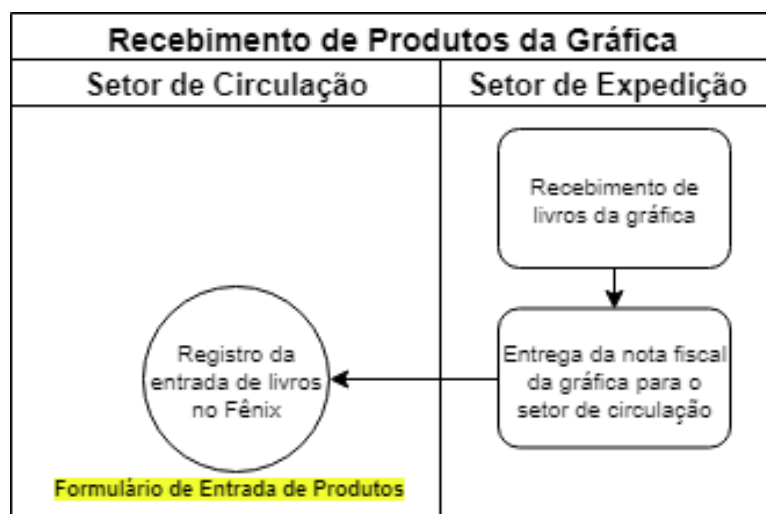 Recebimento de Produtos da Gráfica
Setor de Circulação
Setor de Expedição
Recebimento de
livros da gráfica
Entrega da nota fiscal
da gráfica para o
setor de circulação
Registro da
entrada de livros
no Fênix
Formulário de Entrada de Produtos